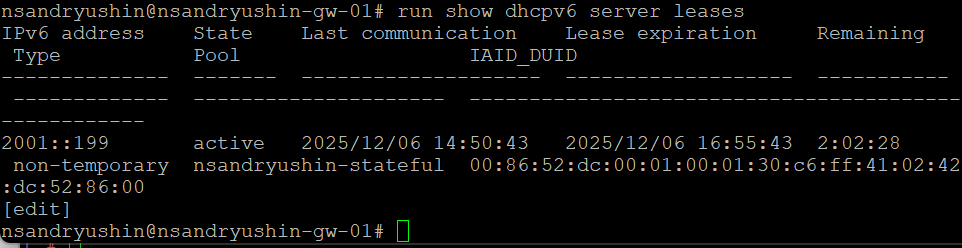 nsandryushin@nsandryushin-gw-01# run show dhcpv6 server leases
IPv6 address    State    Last communication    Lease expiration     Remaining
 Type           Pool                   IAID_DUID
--------------  -------  --------------------  -------------------  -----------
 -------------  ---------------------  -----------------------------------------
------------
2001::199       active   2025/12/06 14:50:43   2025/12/06 16:55:43  2:02:28
 non-temporary  nsandryushin-stateful  00:86:52:dc:00:01:00:01:30:c6:ff:41:02:42
:dc:52:86:00
[edit]
nsandryushin@nsandryushin-gw-01#